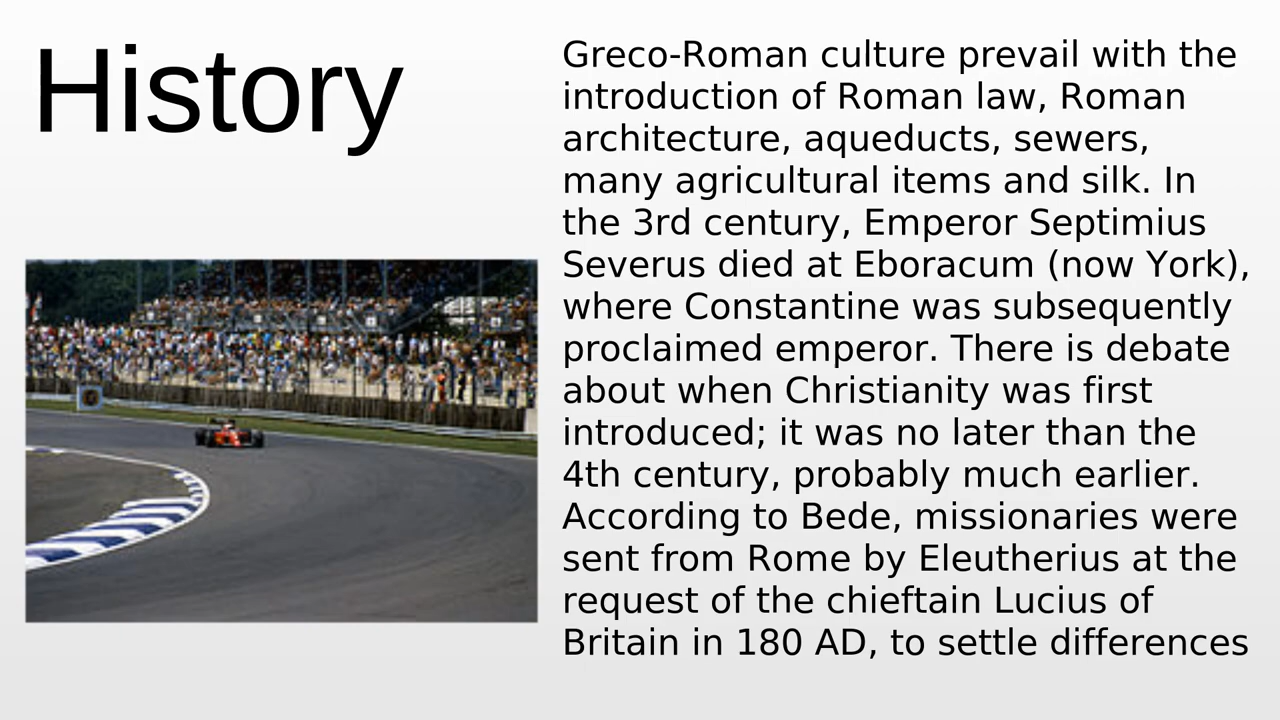 History
Greco-Roman culture prevail with the
introduction of Roman law, Roman
architecture, aqueducts, sewers,
many agricultural items and silk. In
the 3rd century, Emperor Septimius
Severus died at Eboracum (now York),
where Constantine was subsequently
proclaimed emperor. There is debate
about when Christianity was first
introduced; it was no later than the
4th century, probably much earlier.
According to Bede, missionaries were
sent from Rome by Eleutherius at the
request of the chieftain Lucius of
Britain in 180 AD, to settle differences